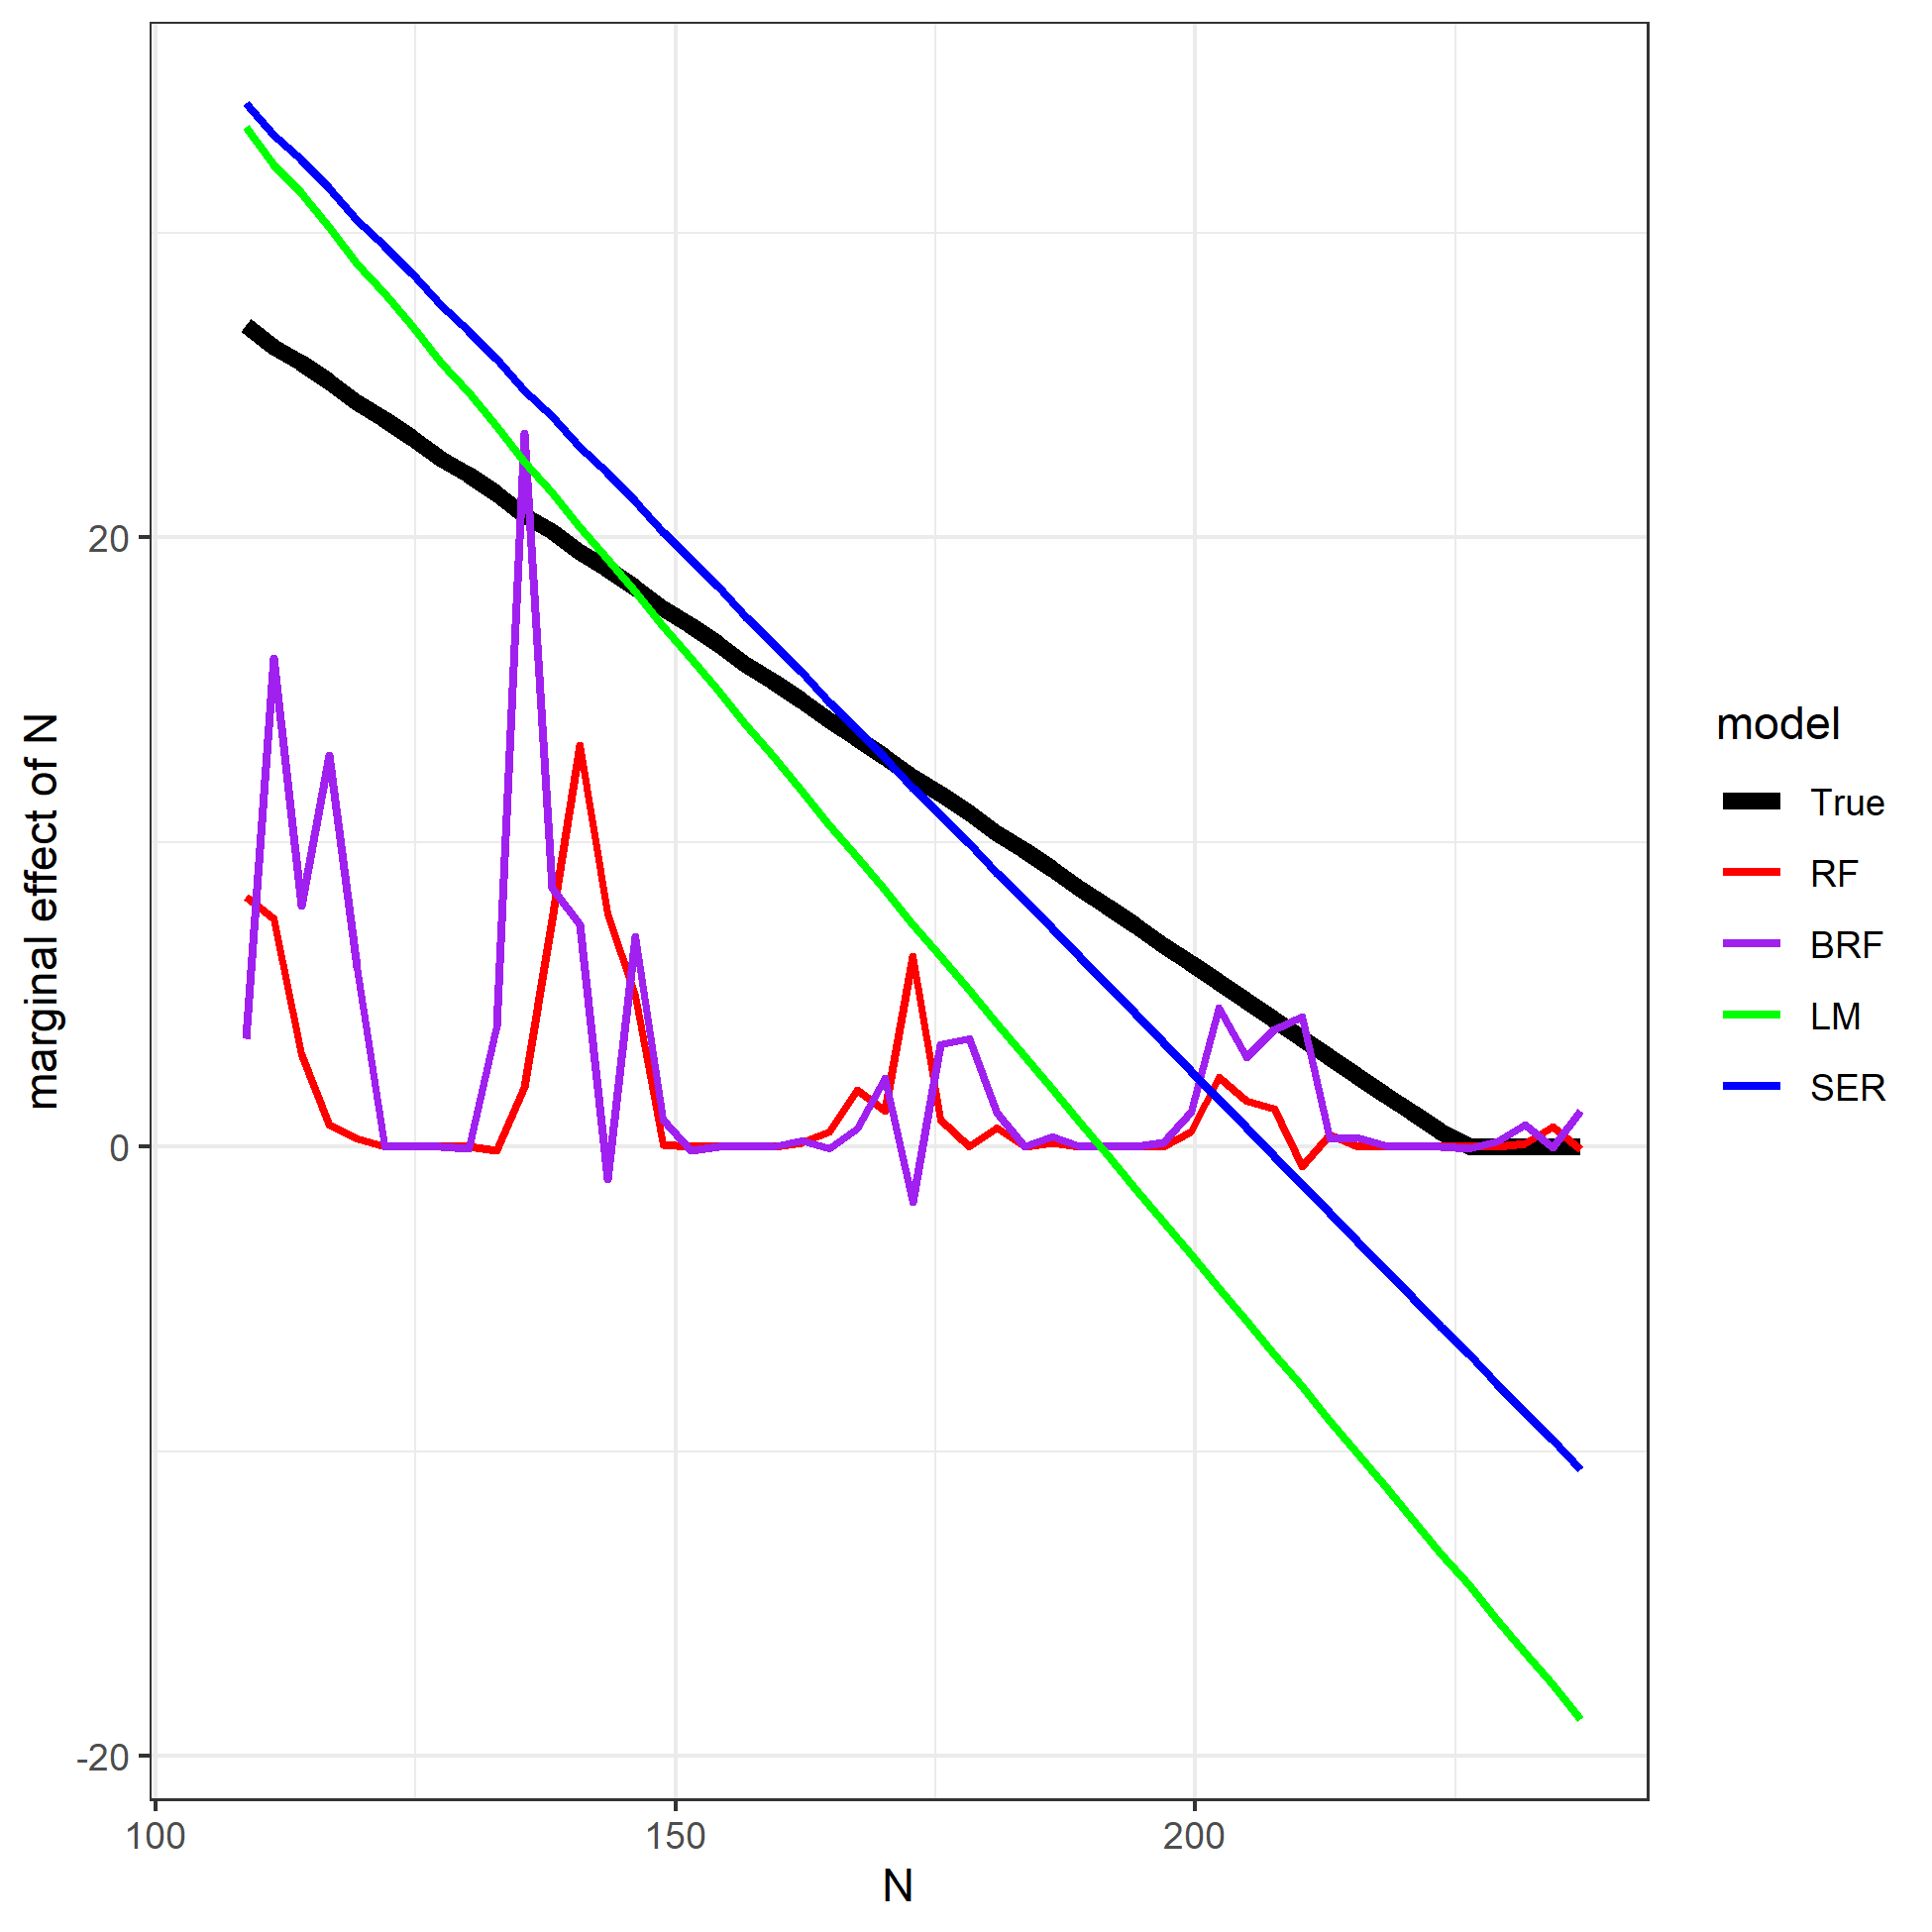 marginal effect of N
20
0
-20
100
150
200
N
model
True
RF
BRF
LM
SER